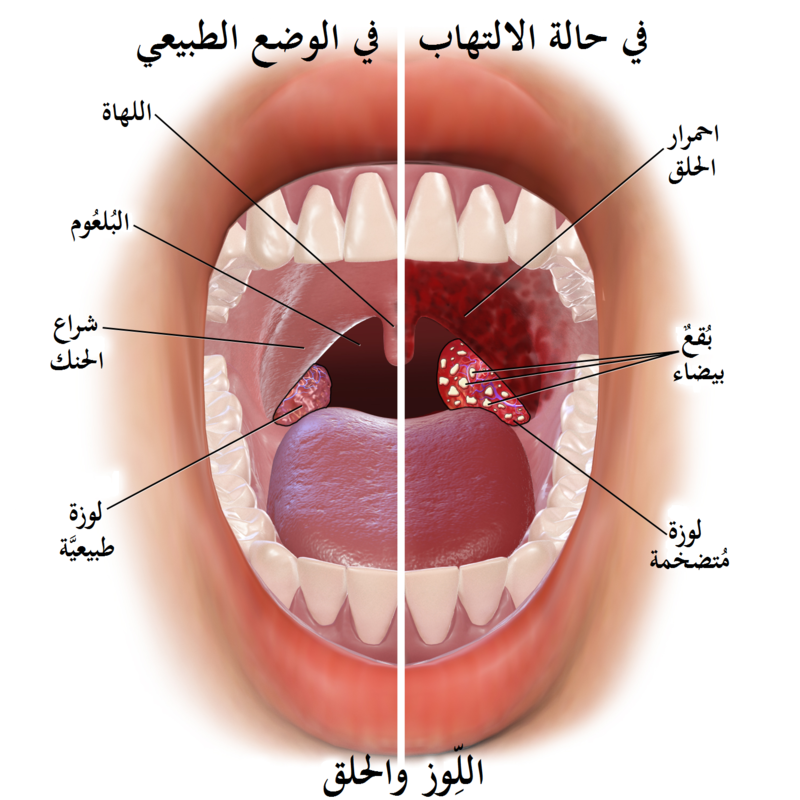 في حالة الالتهاب
في الوضع الطبيعي
احمرار
الحلق
بُقعٌ
بيضاء
لوزة
مُتضخمة
اللهاة
البُلعُوم
شراع
الحنك
لوزة
طبيعيَّة
اللِّوز والحلق